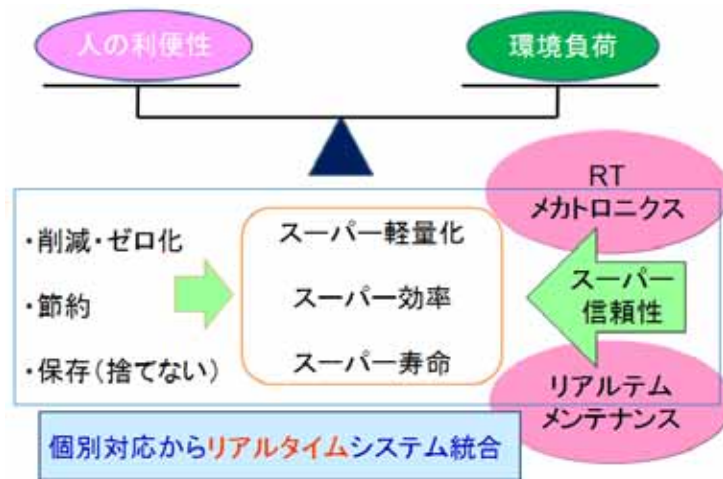 人の利便性
環境負荷
RT
メカトロニクス
・削減・ゼロ化
・節約
・保存(捨てない)
スーパー軽量化
スーパー効率
スーパー寿命
スーパー
信頼性
リアルテム
メンテナンス
個別対応からリアルタイムシステム統合